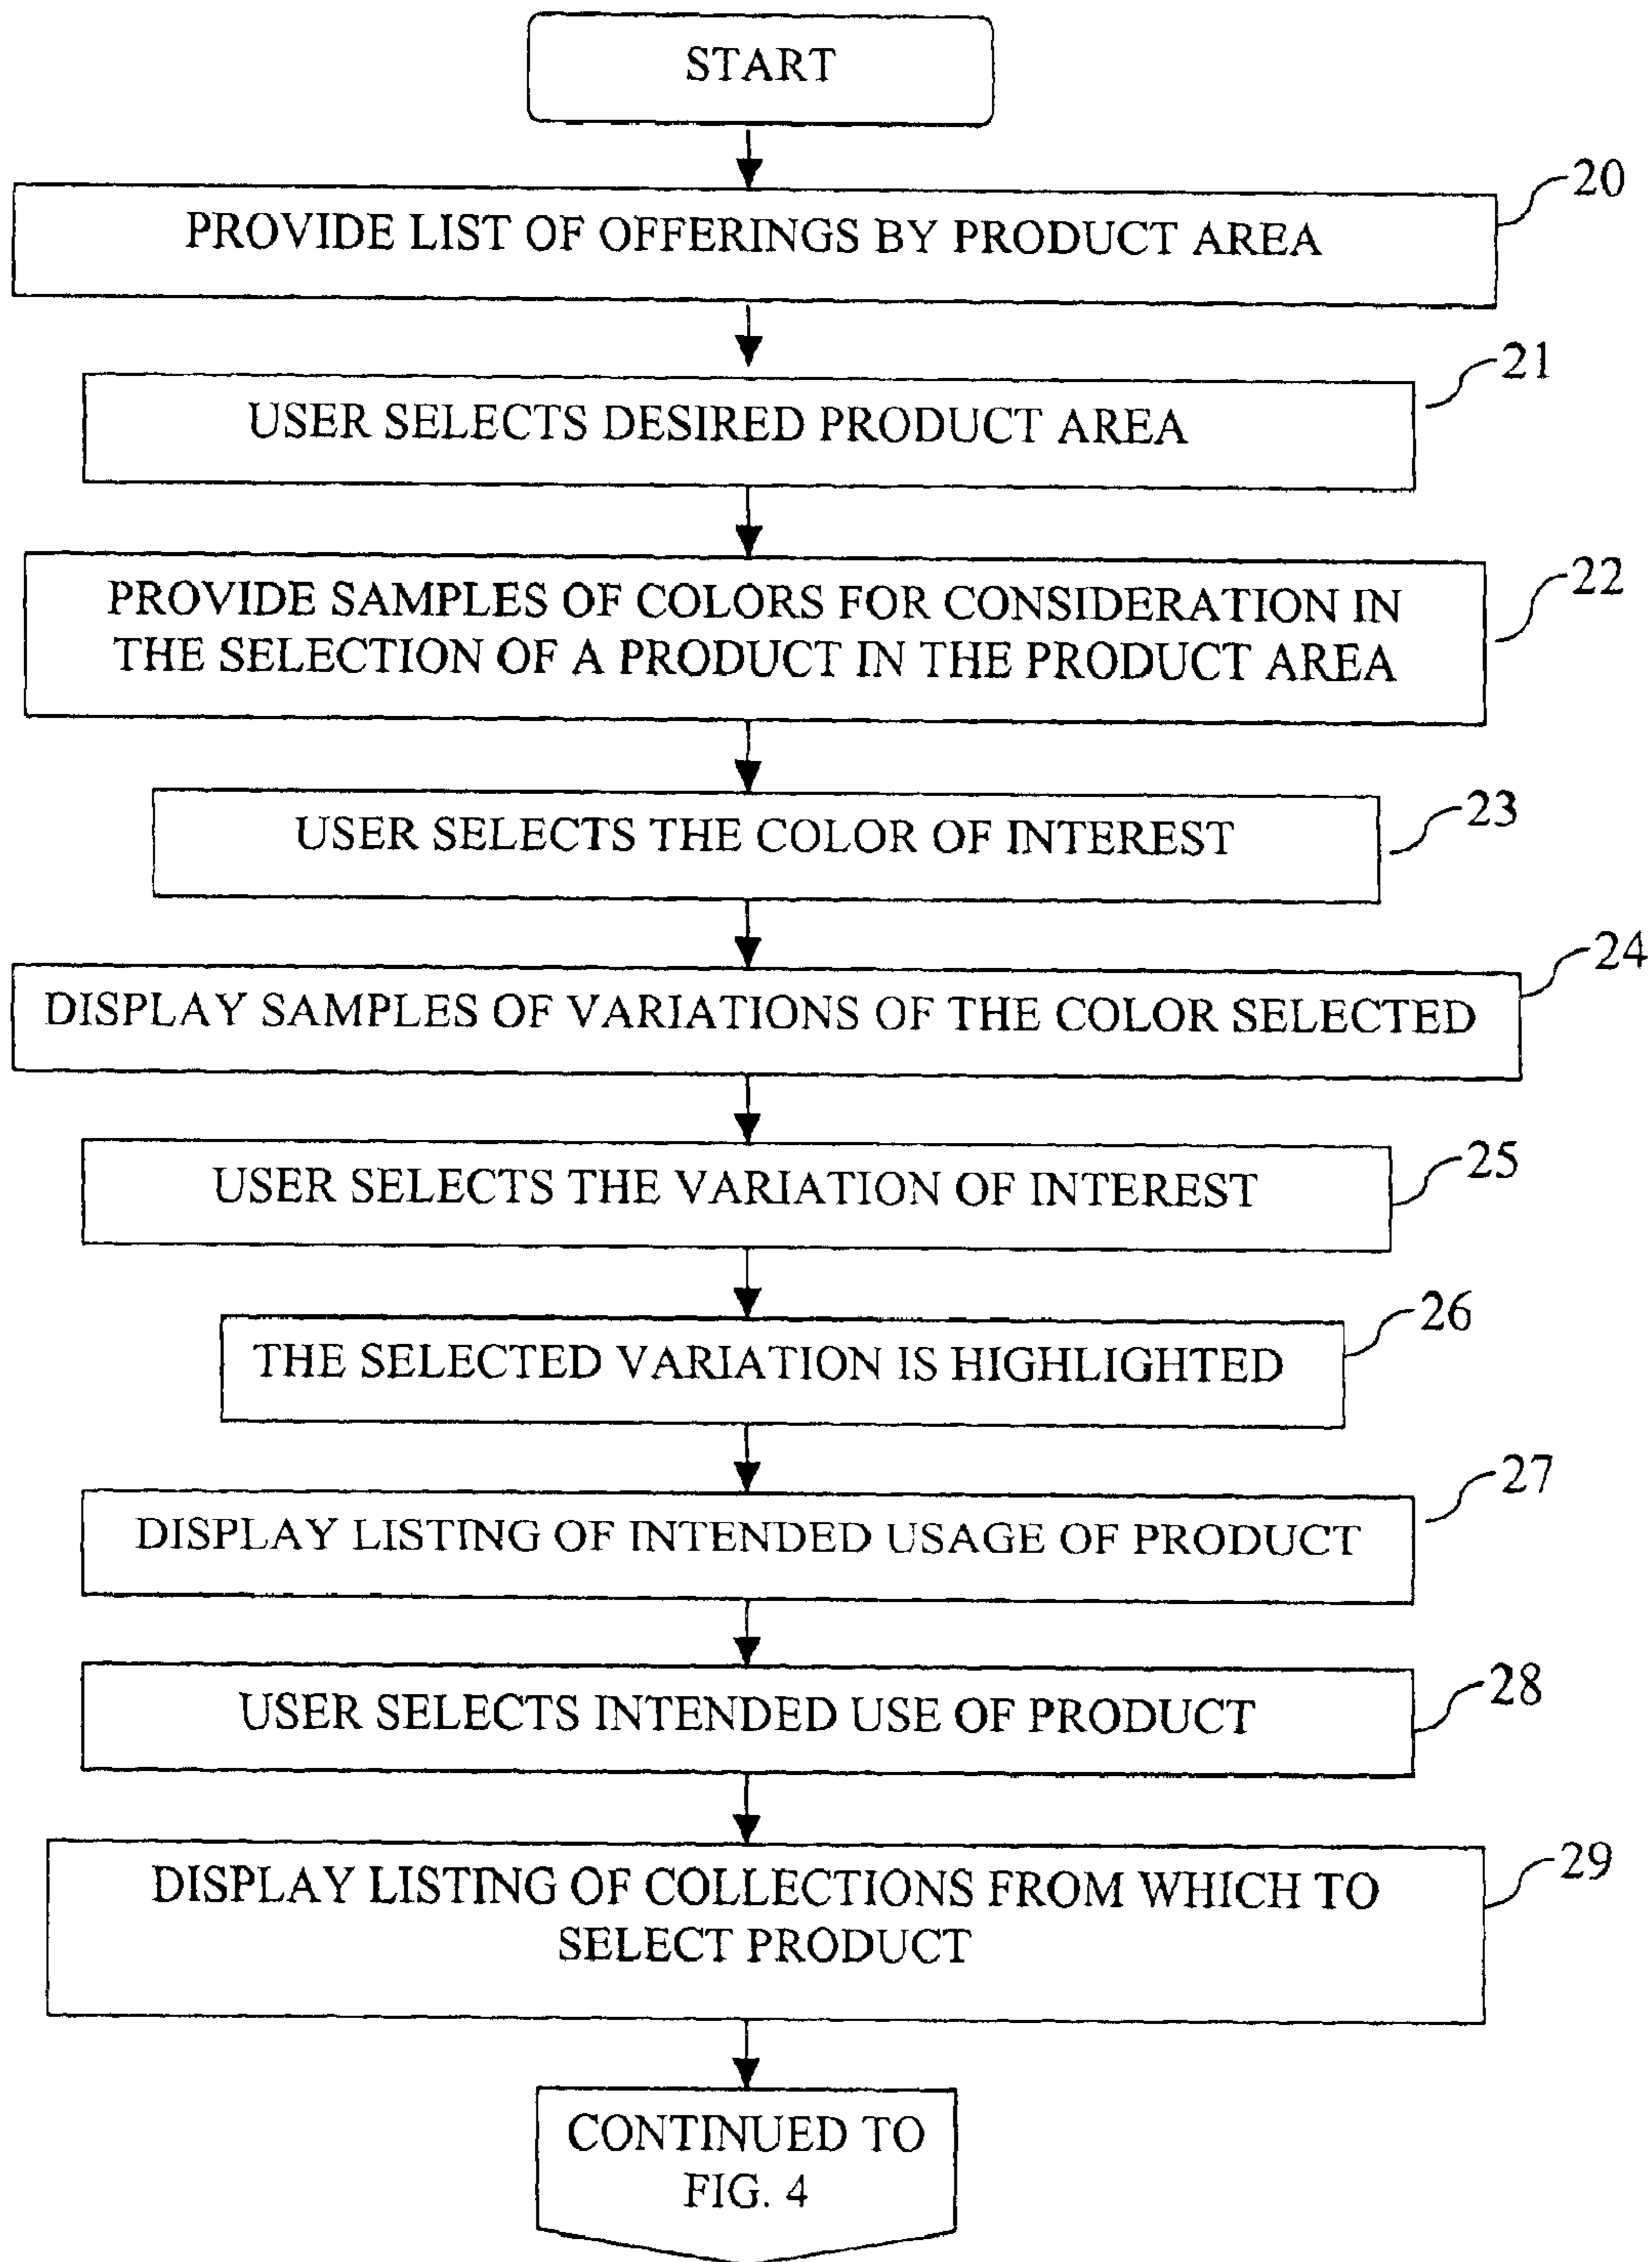 START
20
PROVIDE LIST OF OFFERINGS BY PRODUCT AREA
21
USER SELECTS DESIRED PRODUCT AREA
22
PROVIDE SAMPLES OF COLORS FOR CONSIDERATION IN
THE SELECTION OF A PRODUCT IN THE PRODUCT AREA
23
USER SELECTS THE COLOR OF INTEREST
24
DISPLAY SAMPLES OF VARIATIONS OF THE COLOR SELECTED
25
USER SELECTS THE VARIATION OF INTEREST
26
THE SELECTED VARIATION IS HIGHLIGHTED
27
DISPLAY LISTING OF INTENDED USAGE OF PRODUCT
28
USER SELECTS INTENDED USE OF PRODUCT
29
DISPLAY LISTING OF COLLECTIONS FROM WHICH TO
SELECT PRODUCT
CONTINUED TO
FIG. 4